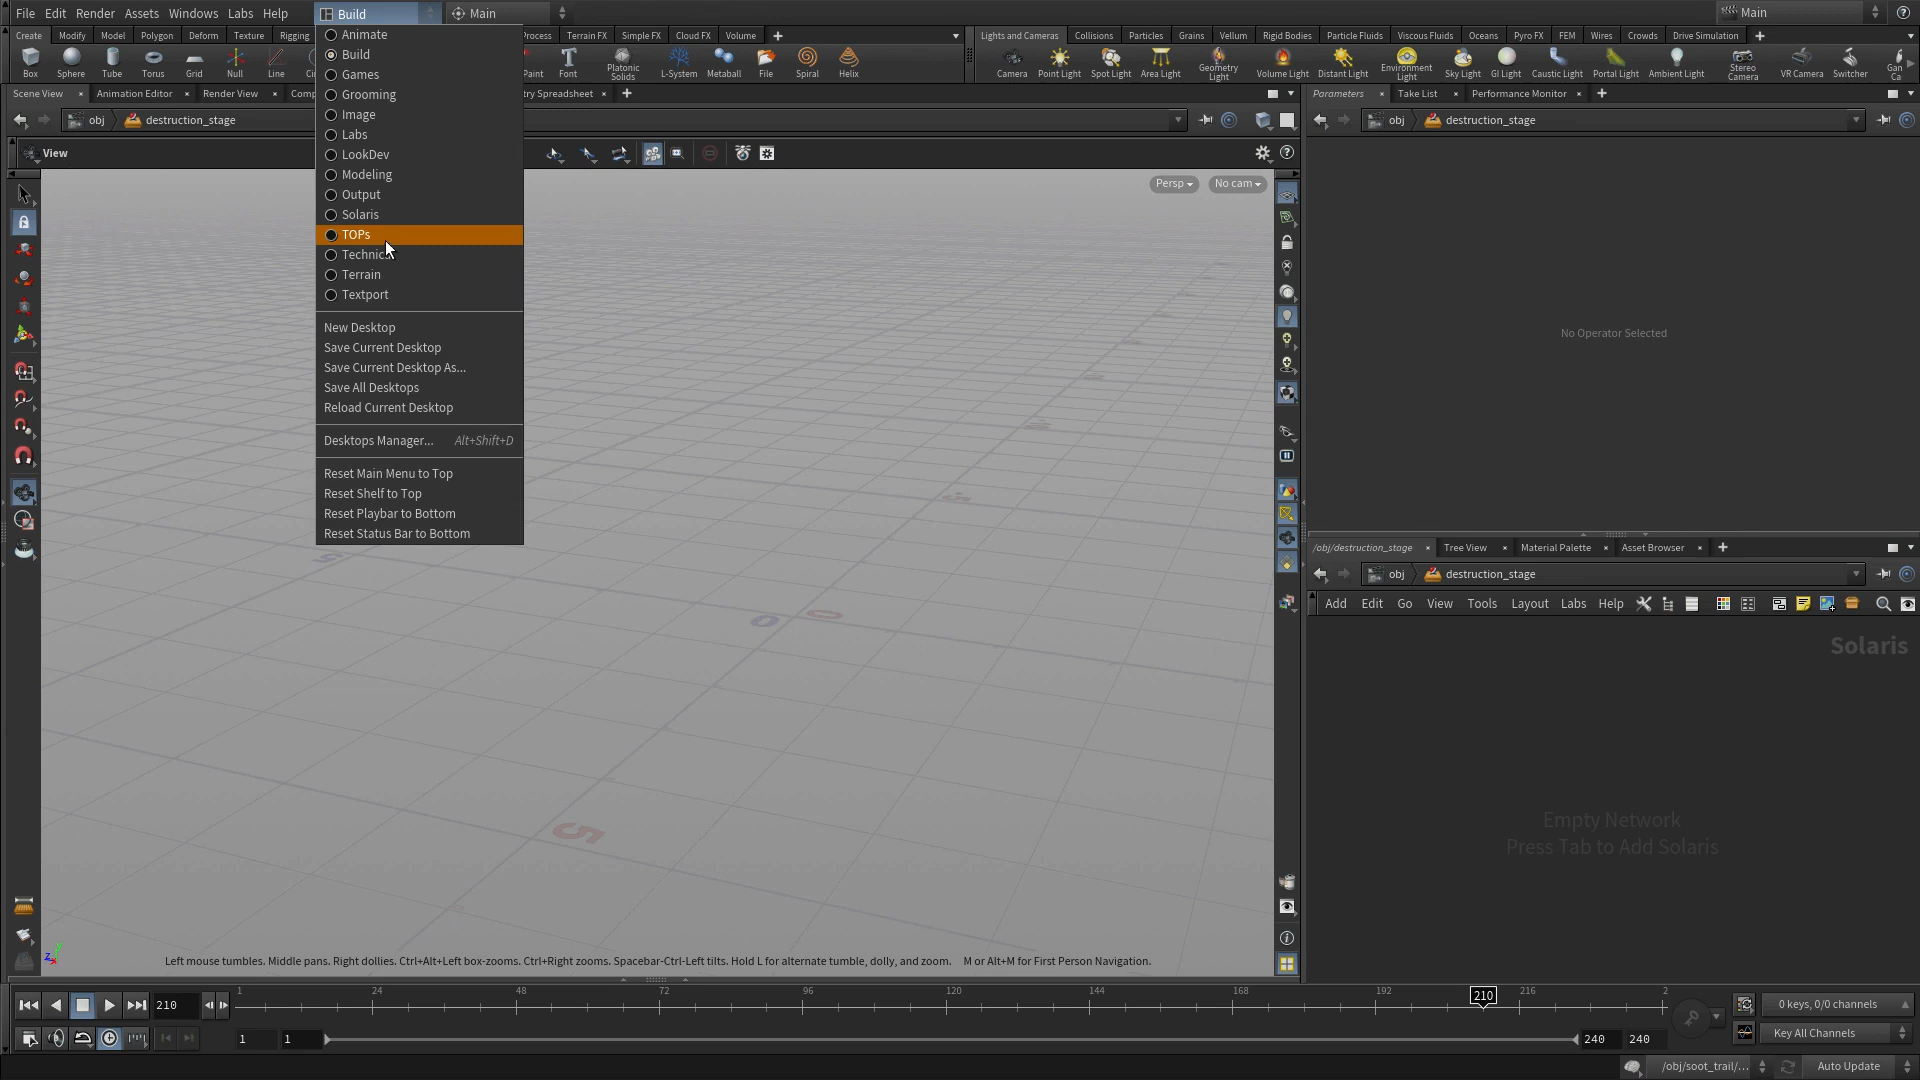 File Edit Render Assets Windows Labs Help Build Main Main
Animate
Build
Games
Grooming
Image
Labs
LookDev
Modeling
Output
Solaris
TOPs
Technic
Terrain
Textport
New Desktop
Save Current Desktop
Save Current Desktop As...
Save All Desktops
Reload Current Desktop
Desktops Manager... Alt+Shift+D
Reset Main Menu to Top
Reset Shelf to Top
Reset Playbar to Bottom
Reset Status Bar to Bottom
Create Modify Model Polygon Deform Texture Rigging Process Terrain FX Simple FX Cloud FX Volume
Box Sphere Tube Torus Grid Null Line Cir Paint Font Platonic Solids L-System Metaball File Spiral Helix
Lights and Cameras Collisions Particles Grains Vellum Rigid Bodies Particle Fluids Viscous Fluids Oceans Pyro FX FEM Wires Crowds Drive Simulation
Camera Point Light Spot Light Area Light Geometry Light Volume Light Distant Light Environment Light Sky Light GI Light Caustic Light Portal Light Ambient Light Stereo Camera VR Camera Switcher Gan Ca
Scene View Animation Editor Render View Comp try Spreadsheet
obj destruction_stage
View
Persp No cam
5
0 0
5
5
Left mouse tumbles. Middle pans. Right dollies. Ctrl+Alt+Left box-zooms. Ctrl+Right zooms. Spacebar-Ctrl-Left tilts. Hold L for alternate tumble, dolly, and zoom. M or Alt+M for First Person Navigation.
z y
Parameters Take List Performance Monitor
obj destruction_stage
No Operator Selected
/obj/destruction_stage Tree View Material Palette Asset Browser
obj destruction_stage
Add Edit Go View Tools Layout Labs Help
Solaris
Empty Network
Press Tab to Add Solaris
210 1 24 48 72 96 120 144 168 192 210 216 2
0 keys, 0/0 channels
1 1 240 240
Key All Channels
/obj/soot_trail/... Auto Update